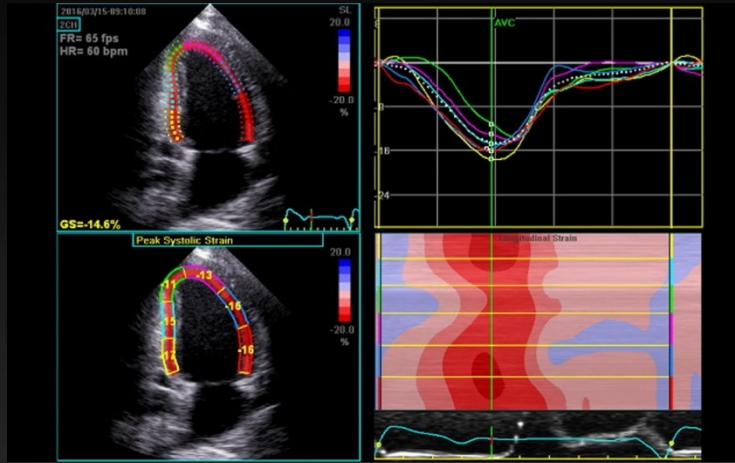 2016/03/15-09:10:08
SL
2CH
20.0
FR= 65 fps
HR= 60 bpm
-20.0
%
GS=-14.6%
AVC
-8
-16
-24
Peak Systolic Strain
20.0
-20.0
%
-11
-13
-15
-17
-16
Longitudinal Strain